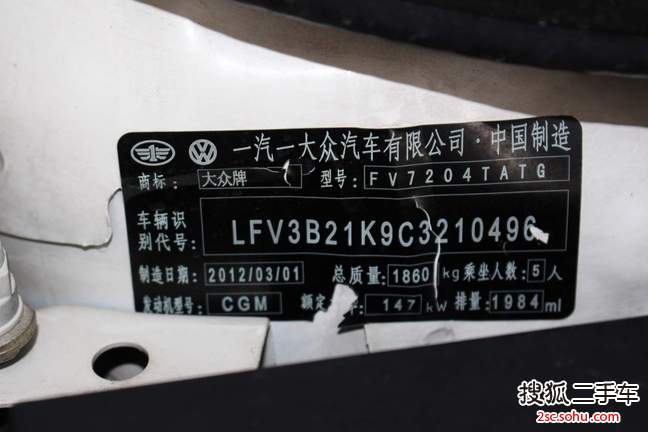 一汽一大众汽车有限公司·中国制造
商标: 大众牌 型号: FV7204TATG
车辆识别代号: LFV3B21K9C3210496
制造日期: 2012/03/01 总质量: 1860 kg 乘坐人数: 5 人
发动机型号: CGM 额定 率: 147 kW 排量: 1984 ml
搜狐二手车
2sc.sohu.com